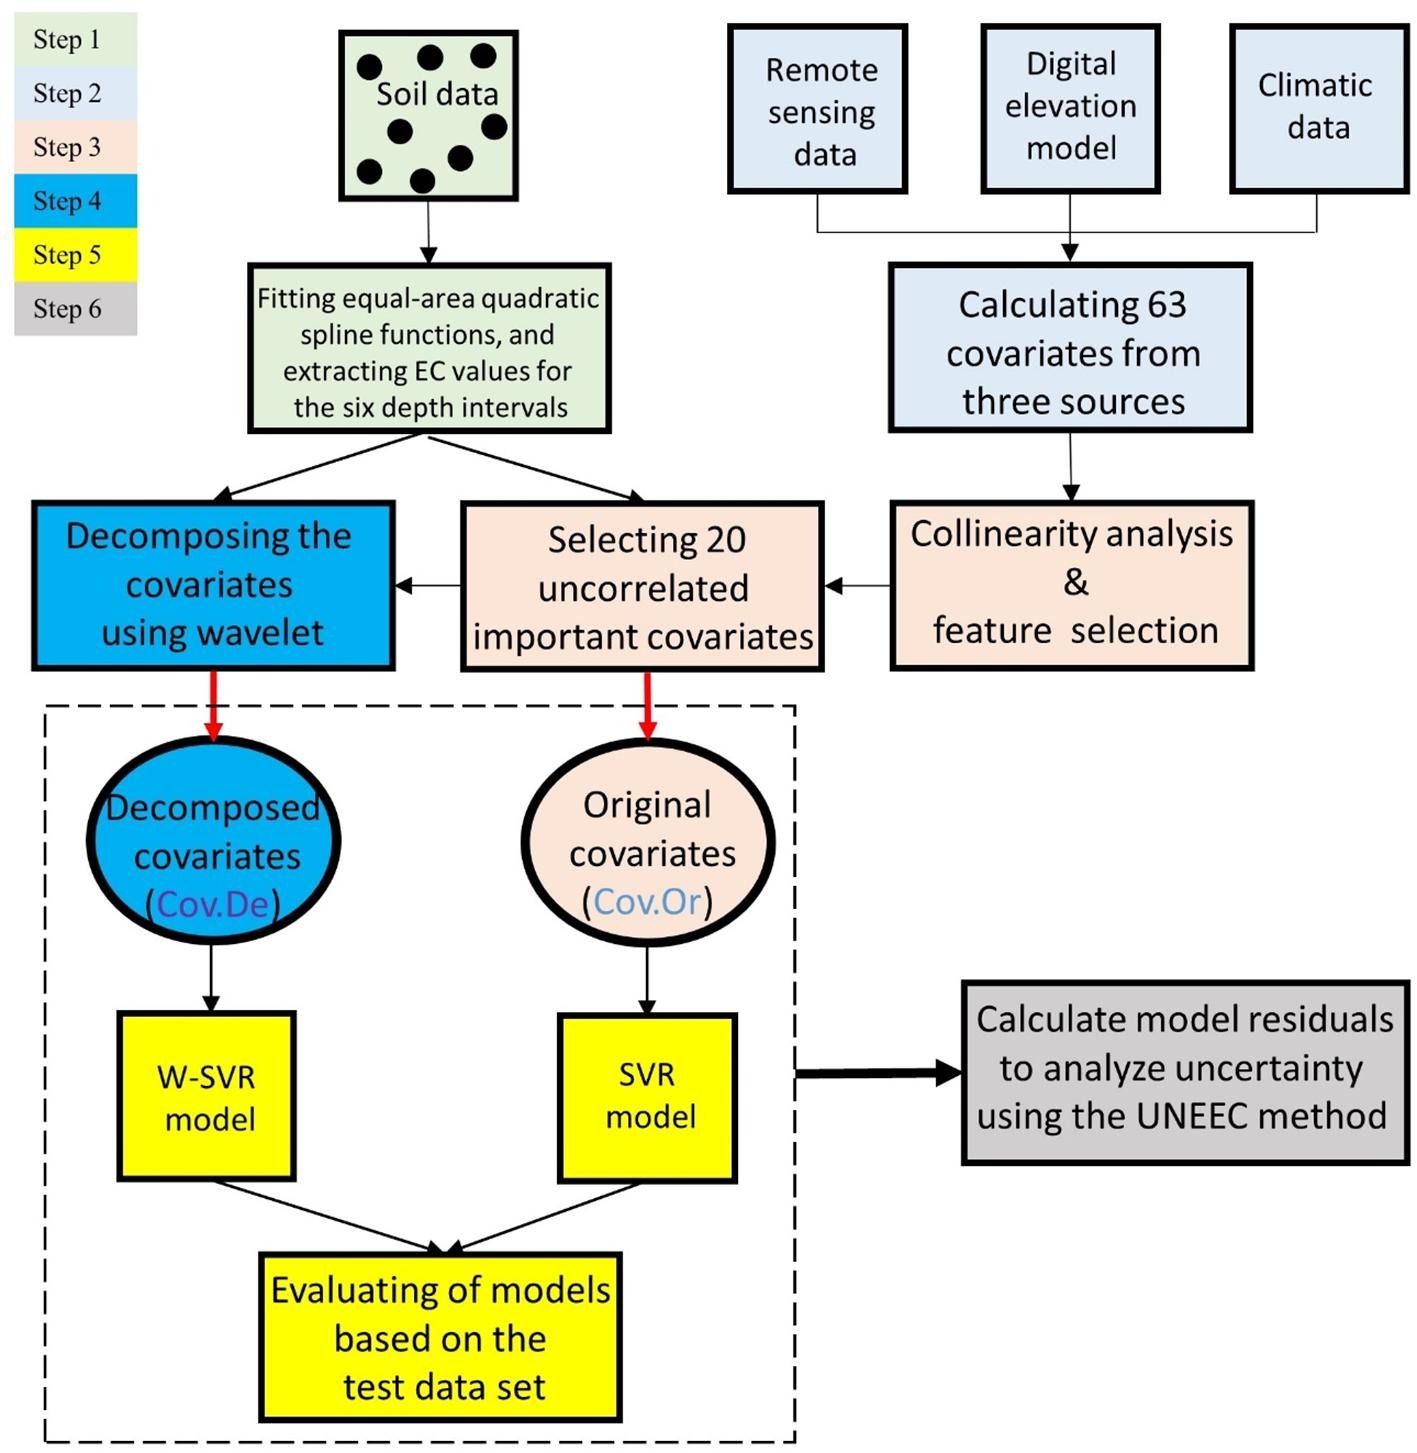 Step 1
Step 2
Step 3
Step 4
Step 5
Step 6
Soil data
Remote
sensing
data
Digital
elevation
model
Climatic
data
Fitting equal-area quadratic
spline functions, and
extracting EC values for
the six depth intervals
Calculating 63
covariates from
three sources
Decomposing the
covariates
using wavelet
Selecting 20
uncorrelated
important covariates
Collinearity analysis
&
feature selection
Decomposed
covariates
(Cov.De)
Original
covariates
(Cov.Or)
W-SVR
model
SVR
model
Calculate model residuals
to analyze uncertainty
using the UNEEC method
Evaluating of models
based on the
test data set